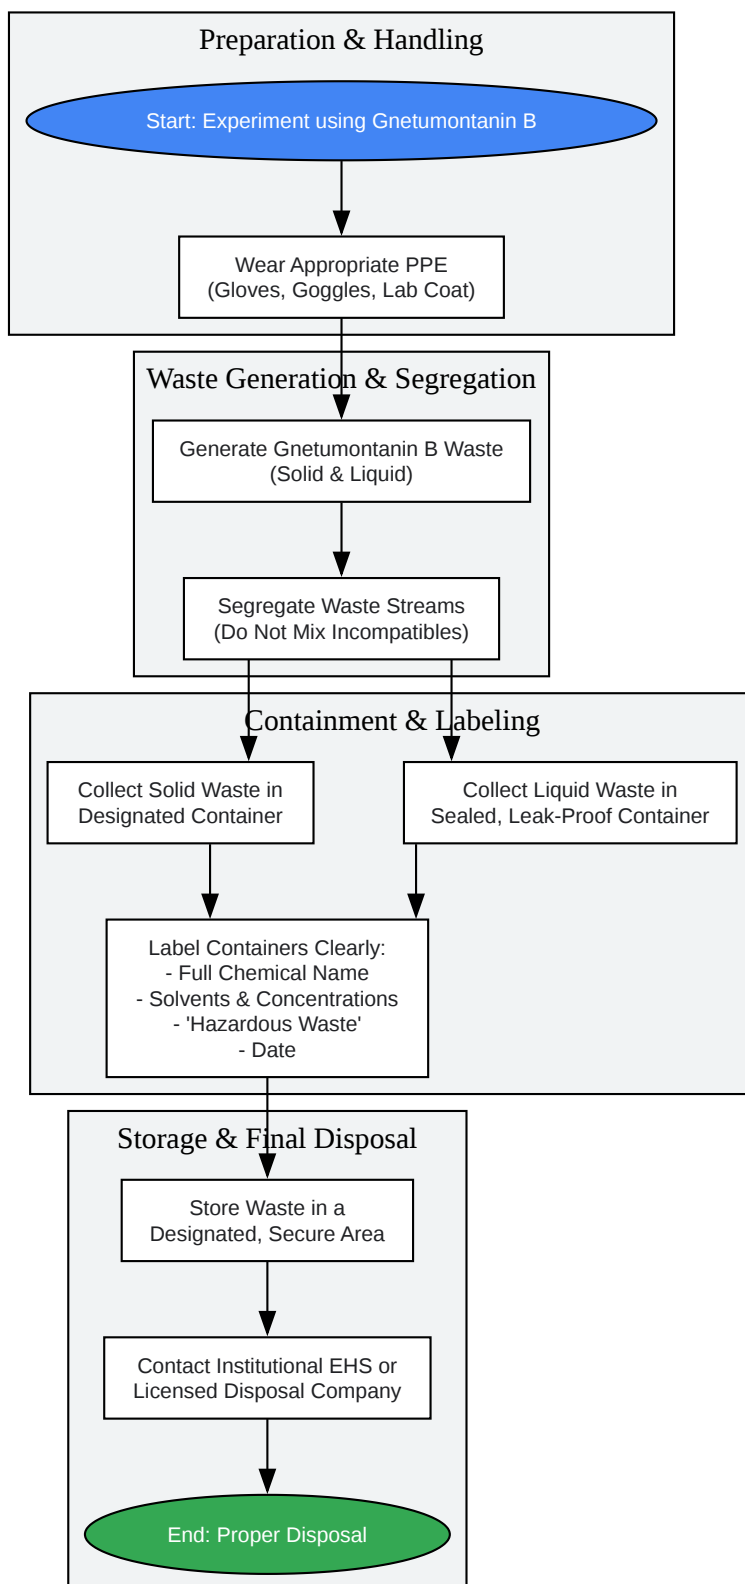 Preparation & Handling
Start: Experiment using Gnetumontanin B
Wear Appropriate PPE
(Gloves, Goggles, Lab Coat)
Waste Generation & Segregation
Generate Gnetumontanin B Waste
(Solid & Liquid)
Segregate Waste Streams
(Do Not Mix Incompatibles)
Containment & Labeling
Collect Solid Waste in
Designated Container
Collect Liquid Waste in
Sealed, Leak-Proof Container
Label Containers Clearly:
- Full Chemical Name
- Solvents & Concentrations
- 'Hazardous Waste'
- Date
Storage & Final Disposal
Store Waste in a
Designated, Secure Area
Contact Institutional EHS or
Licensed Disposal Company
End: Proper Disposal